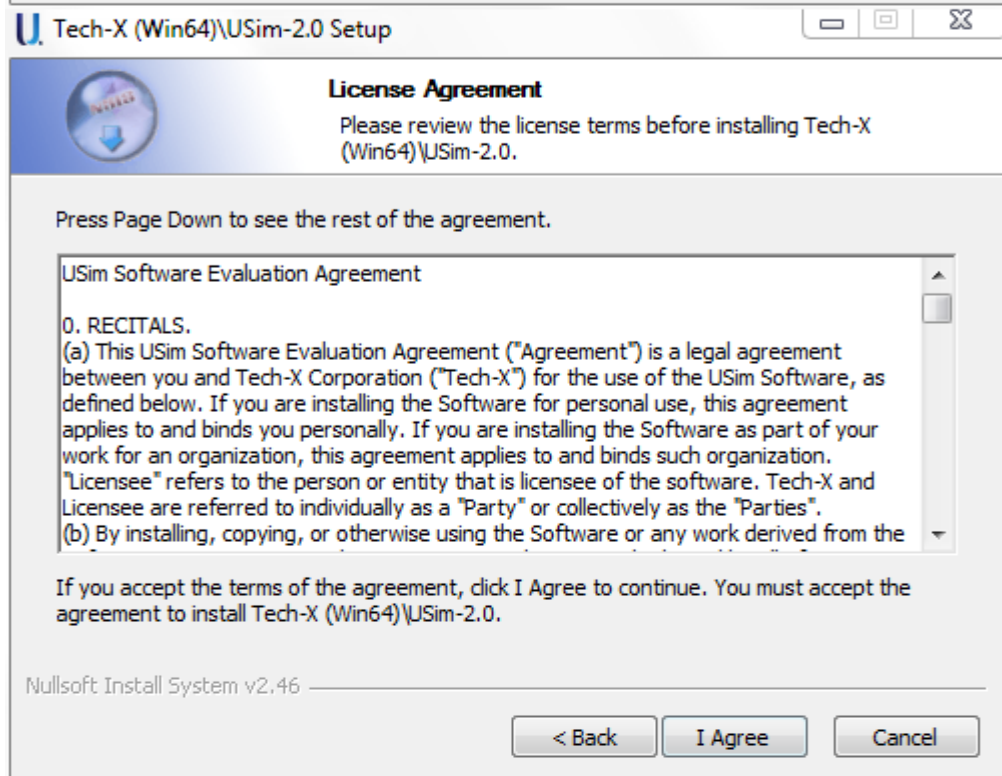 Tech-X (Win64)\USim-2.0 Setup
License Agreement
Please review the license terms before installing Tech-X
(Win64)\USim-2.0.
Press Page Down to see the rest of the agreement.
USim Software Evaluation Agreement
0. RECITALS.
(a) This USim Software Evaluation Agreement ("Agreement") is a legal agreement
between you and Tech-X Corporation ("Tech-X") for the use of the USim Software, as
defined below. If you are installing the Software for personal use, this agreement
applies to and binds you personally. If you are installing the Software as part of your
work for an organization, this agreement applies to and binds such organization.
"Licensee" refers to the person or entity that is licensee of the software. Tech-X and
Licensee are referred to individually as a "Party" or collectively as the "Parties".
(b) By installing, copying, or otherwise using the Software or any work derived from the
If you accept the terms of the agreement, click I Agree to continue. You must accept the
agreement to install Tech-X (Win64)\USim-2.0.
Nullsoft Install System v2.46
< Back
I Agree
Cancel